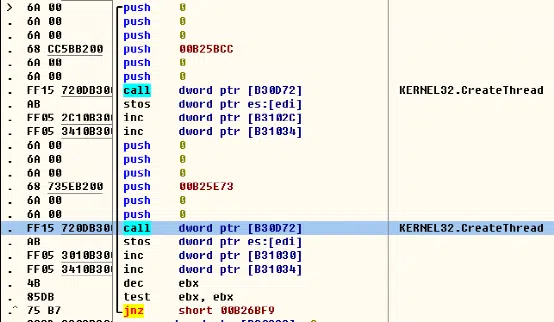 > 6A 00 push 0
. 6A 00 push 0
. 6A 00 push 0
. 68 CC5BB200 push 00B25BCC
. 6A 00 push 0
. 6A 00 push 0
. FF15 720DB30 call dword ptr [B30D72] KERNEL32.CreateThread
. AB stos dword ptr es:[edi]
. FF05 2C10B30 inc dword ptr [B3102C]
. FF05 3410B30 inc dword ptr [B31034]
. 6A 00 push 0
. 6A 00 push 0
. 6A 00 push 0
. 68 735EB200 push 00B25E73
. 6A 00 push 0
. 6A 00 push 0
. FF15 720DB30 call dword ptr [B30D72] KERNEL32.CreateThread
. AB stos dword ptr es:[edi]
. FF05 3010B30 inc dword ptr [B31030]
. FF05 3410B30 inc dword ptr [B31034]
. 4B dec ebx
. 85DB test ebx, ebx
.^ 75 B7 jnz short 00B26BF9